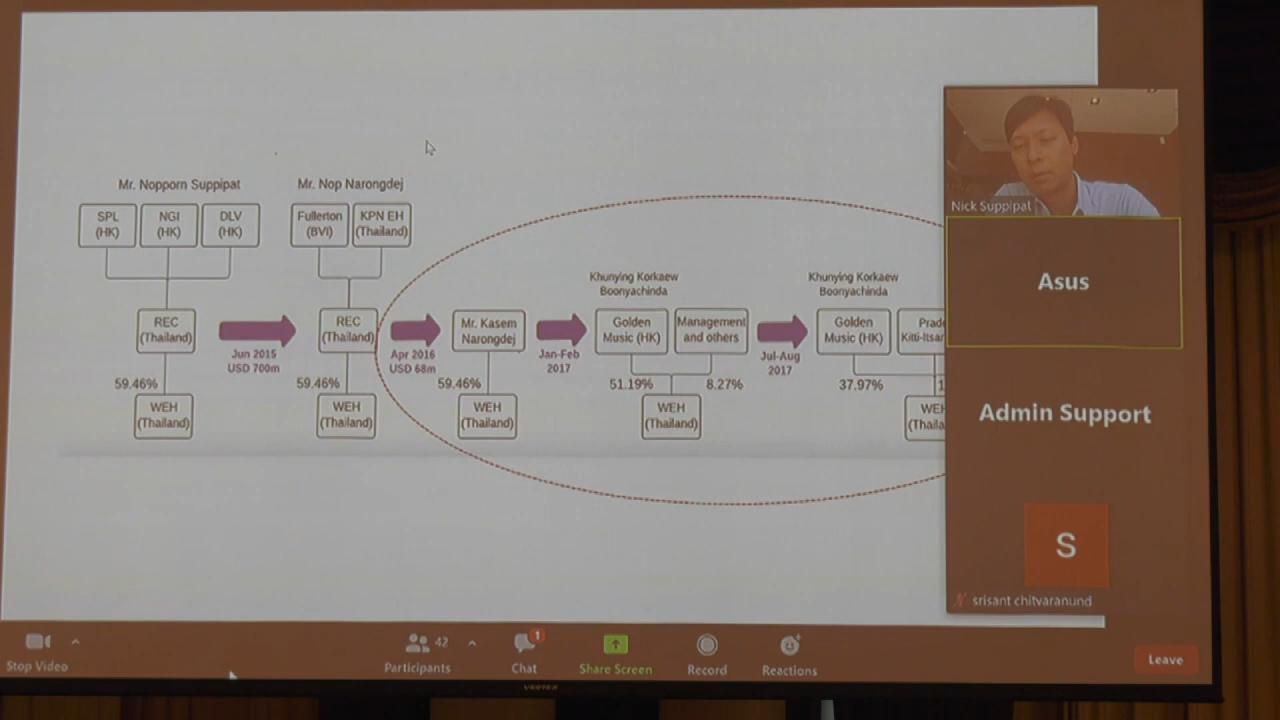 Mr. Nopporn Suppipat
Mr. Nop Narongdej
SPL
(HK)
NGI
(HK)
DLV
(HK)
Fullerton
(BVI)
KPN EH
(Thailand)
Khunying Korkaew
Boonyachinda
Khunying Korkaew
Boonyachinda
REC
(Thailand)
Jun 2015
USD 700m
REC
(Thailand)
Apr 2016
USD 68m
Mr. Kasem
Narongdej
Jan-Feb
2017
Golden
Music (HK)
Management
and others
Jul-Aug
2017
Golden
Music (HK)
59.46%
59.46%
59.46%
51.19%
8.27%
37.97%
WEH
(Thailand)
WEH
(Thailand)
WEH
(Thailand)
WEH
(Thailand)
Nick Suppipat
Asus
Admin Support
S
srisant chitvaranund
Stop Video
42
Participants
1
Chat
Share Screen
Record
Reactions
Leave
VERTEX